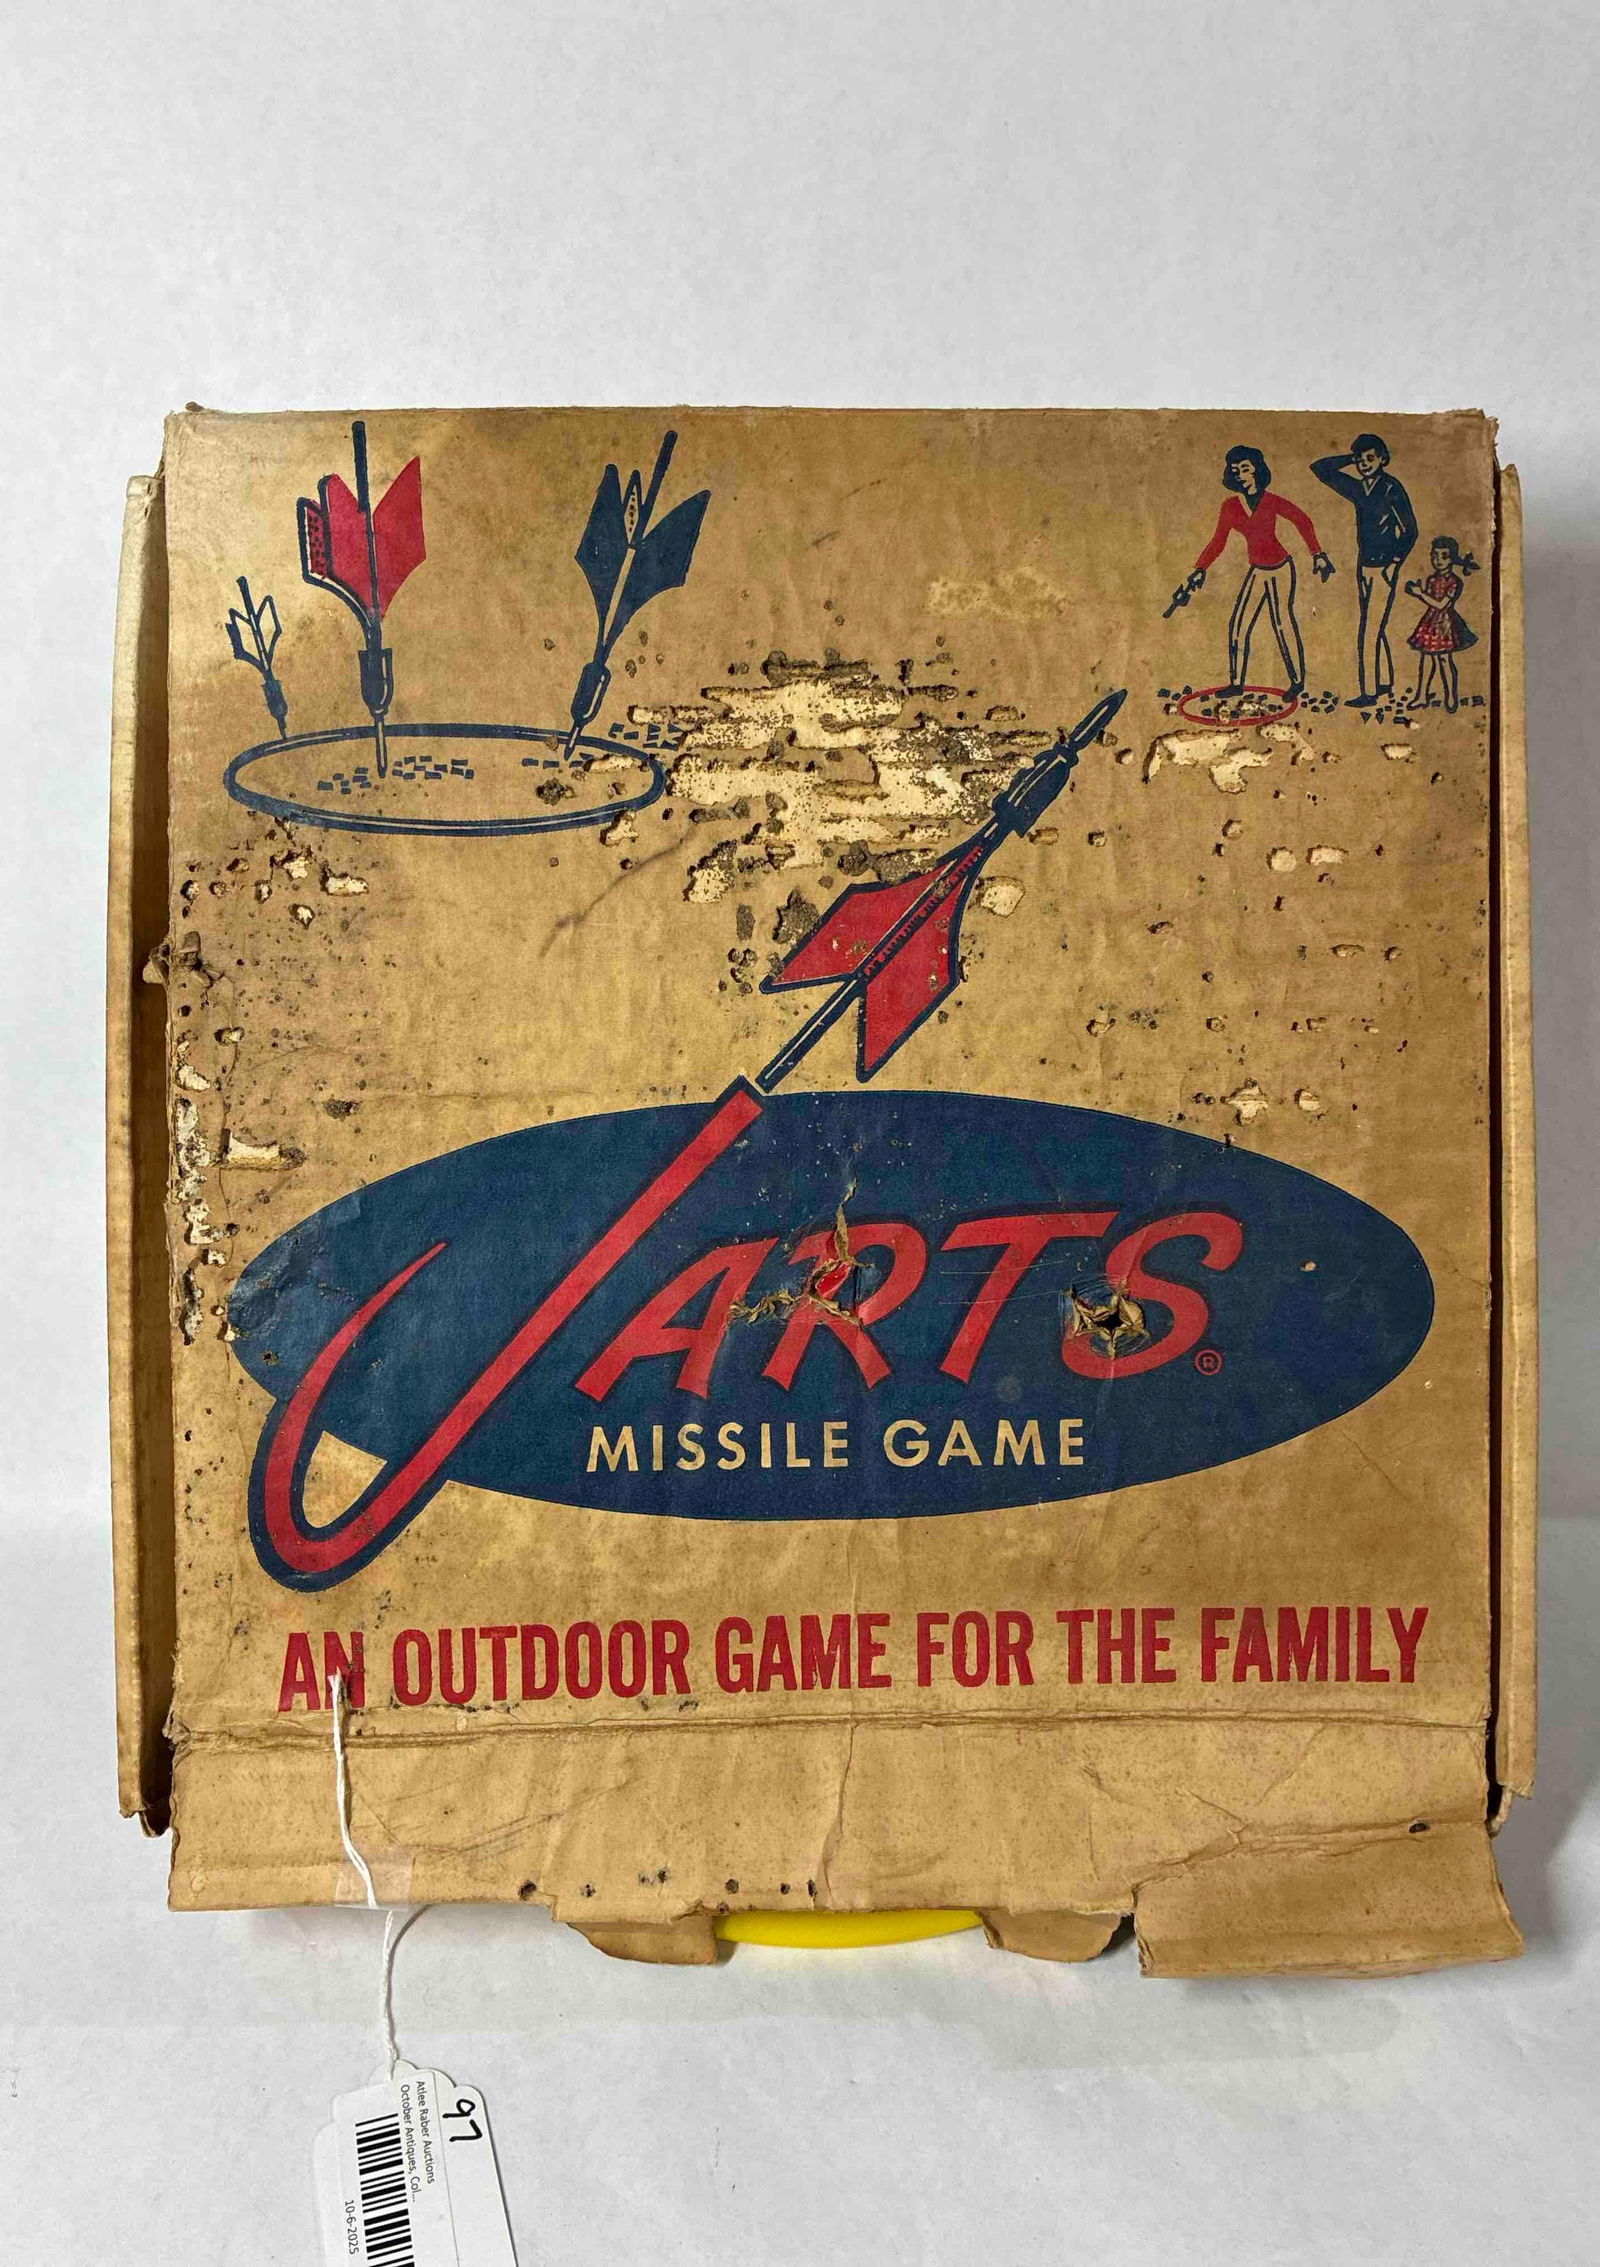 JARTS®
MISSILE GAME
AN OUTDOOR GAME FOR THE FAMILY
97
Atlee Raber Auctions
October Antiques, Col...
10-6-2025